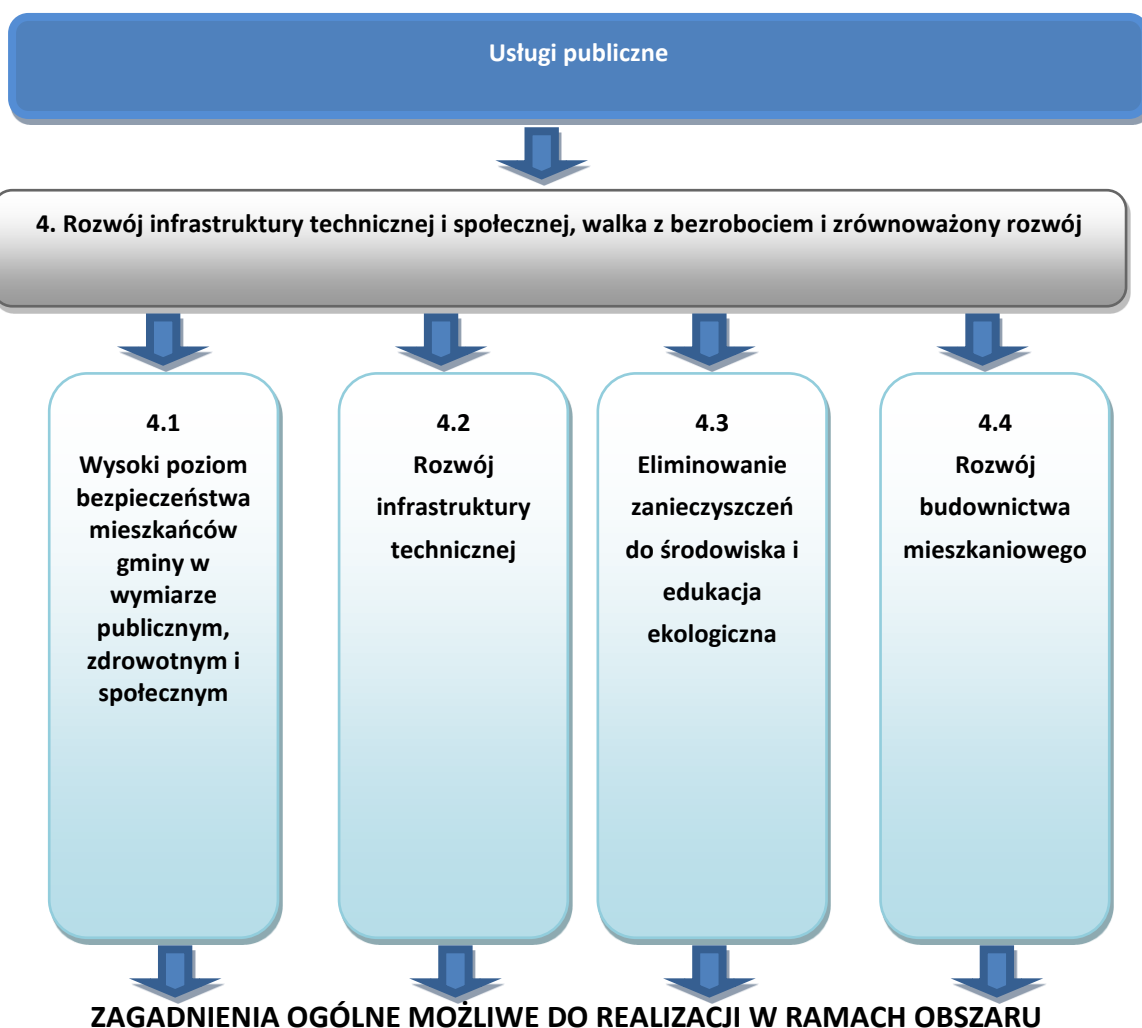 Usługi publiczne
4. Rozwój infrastruktury technicznej i społecznej, walka z bezrobociem i zrównoważony rozwój
4.1
Wysoki poziom
bezpieczeństwa
mieszkańców
gminy w
wymiarze
publicznym,
zdrowotnym i
społecznym
4.2
Rozwój
infrastruktury
technicznej
4.3
Eliminowanie
zanieczyszczeń
do środowiska i
edukacja
ekologiczna
4.4
Rozwój
budownictwa
mieszkaniowego
ZAGADNIENIA OGÓLNE MOŻLIWE DO REALIZACJI W RAMACH OBSZARU